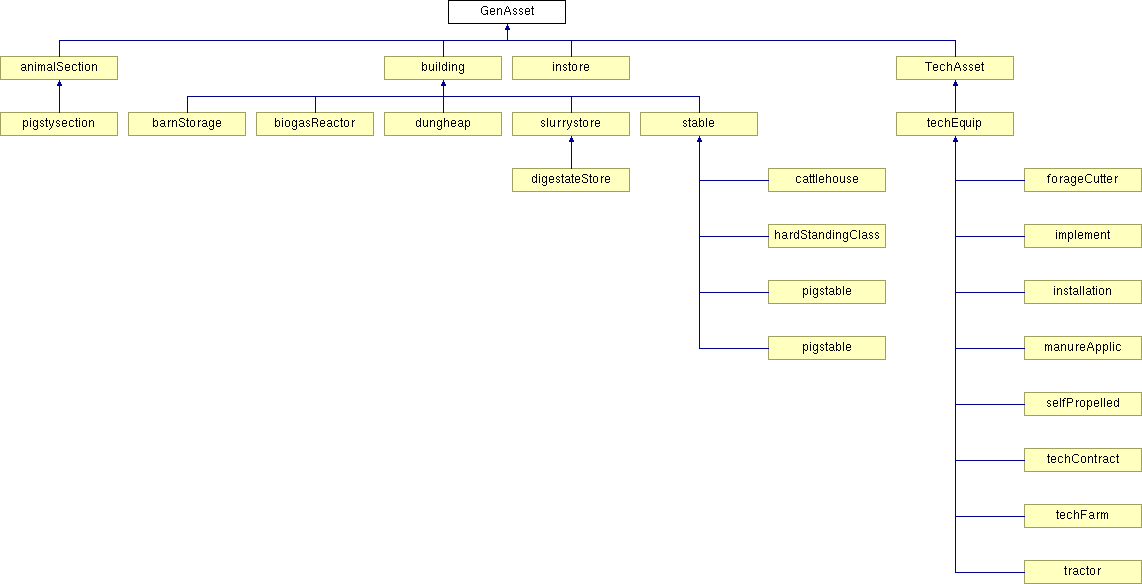 GenAsset
animalSection
building
instore
TechAsset
pigstysection
barnStorage
biogasReactor
dungheap
slurrystore
stable
techEquip
digestateStore
cattlehouse
forageCutter
hardStandingClass
implement
pigstable
installation
pigstable
manureApplic
selfPropelled
techContract
techFarm
tractor